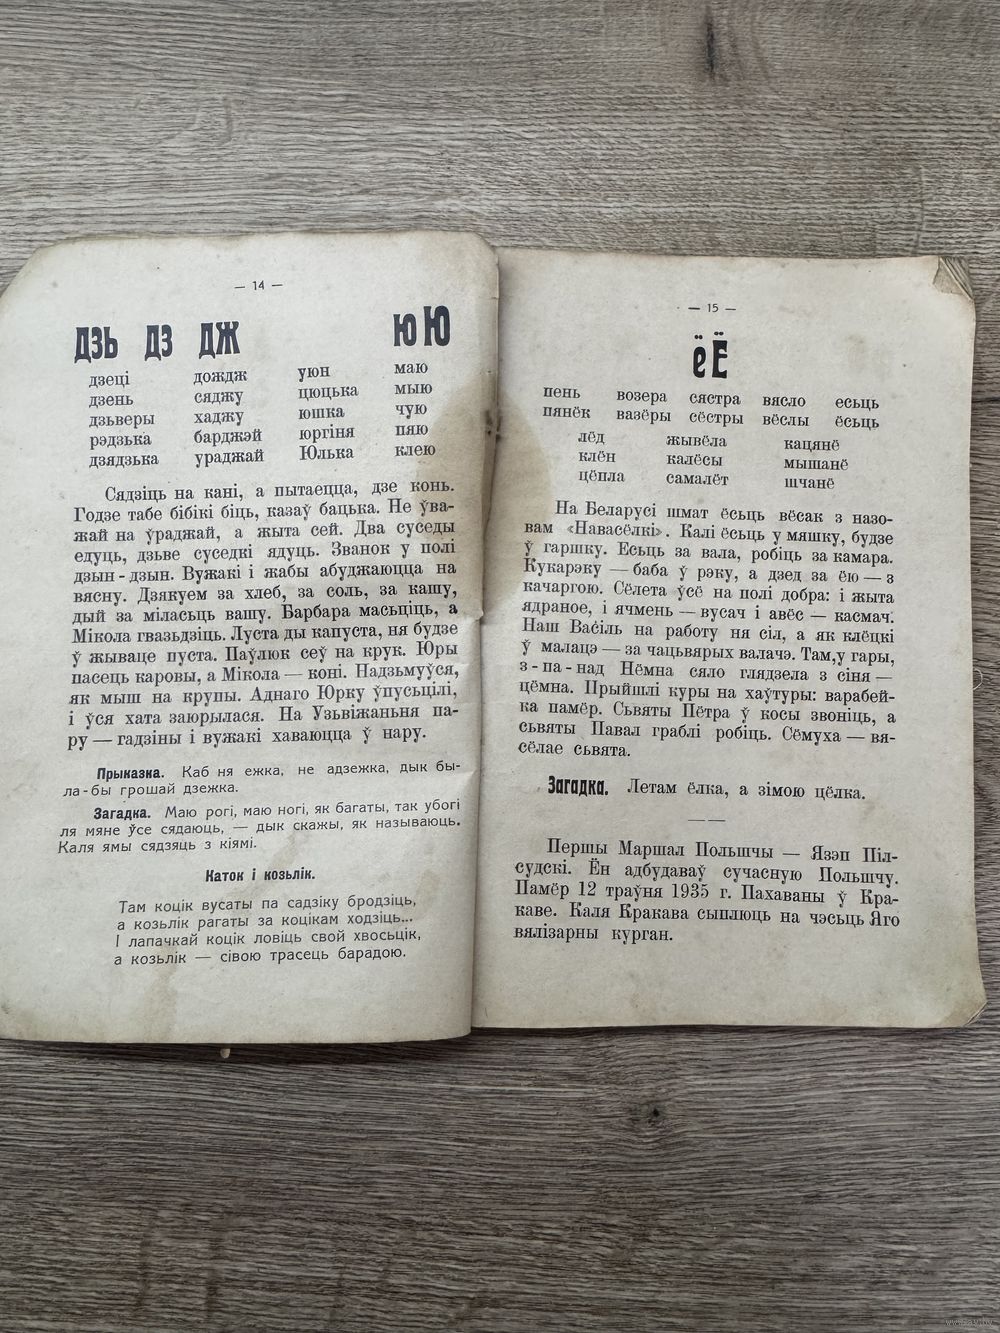 — 14 —
дзь дз дж ю Ю
дзеці дождж уюн маю
дзень сяджу цюцька мыю
дзьверы хаджу юшка чую
рэдзька барджэй юргіня пяю
дзядзька ураджай Юлька клею
Сядзіць на кані, а пытаецца, дзе конь.
Годзе табе бібікі біць, казаў бацька. Не ўва-
жай на ўраджай, а жыта сей. Два суседы
едуць, дзьве суседкі ядуць. Званок у полі
дзын-дзын. Вужакі і жабы абуджаюцца на
вясну. Дзякуем за хлеб, за соль, за кашу,
дый за міласьць вашу. Барбара масьціць, а
Мікола гвазьдзіць. Луста ды капуста, ня будзе
ў жываце пуста. Паўлюк сеў на крук. Юры
пасець каровы, а Мікола — коні. Надзьмуўся,
як мыш на крупы. Аднаго Юрку ўпусьцілі,
і ўся хата заюрылася. На Узьвіжаньня па-
ру — гадзіны і вужакі хаваюцца ў нару.
Прыказка. Каб ня ежка, не адзежка, дык бы-
ла-бы грошай дзежка.
Загадка. Маю рогі, маю ногі, як багаты, так убогі
ля мяне ўсе сядаюць, — дык скажы, як называюць.
Каля ямы сядзяць з кіямі.
Каток і козьлік.
Там коцік вусаты па садзіку бродзіць,
а козьлік рагаты за коцікам ходзіць...
І лапачкай коцік ловіць свой хвосьцік,
а козьлік — сівою трасець барадою.
— 15 —
ё Ё
пень возера сястра вясло есьць
пянёк вазёры сёстры вёслы ёсьць
лёд жывёла кацянё
клён калёсы мышанё
цёпла самалёт шчанё
На Беларусі шмат ёсьць вёсак з назо-
вам «Навасёлкі». Калі ёсьць у мяшку, будзе
ў гаршку. Есьць за вала, робіць за камара.
Кукарэку — баба ў рэку, а дзед за ёю — з
качаргою. Сёлета ўсё на полі добра: і жыта
ядраное, і ячмень — вусач і авёс — касмач.
Наш Васіль на работу ня сіл, а як клёцкі
ў малацэ — за чацьвярых валачэ. Там, у гары,
з-па-над Нёмна сяло глядзела з сіня —
цёмна. Прыйшлі куры на хаўтуры: варабей-
ка памёр. Сьвяты Пётра ў косы звоніць, а
сьвяты Павал граблі робіць. Сёмуха — вя-
сёлае сьвята.
Загадка. Летам ёлка, а зімою цёлка.
Першы Маршал Польшчы — Язэп Піл-
судскі. Ён адбудаваў сучасную Польшчу.
Памёр 12 траўня 1935 г. Пахаваны ў Кра-
каве. Каля Кракава сыплюць на чэсьць Яго
вялізарны курган.